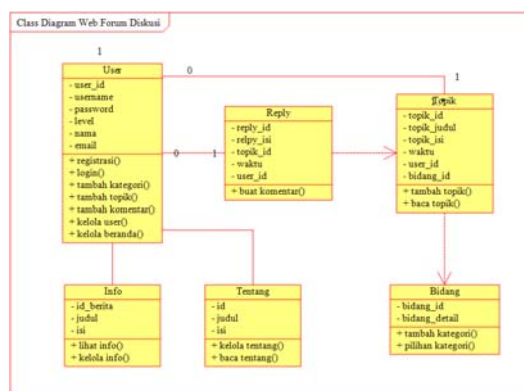 Class Diagram Web Forum Diskusi
1
User
- user_id
- username
- password
- level
- nama
- email
+ registrasi()
+ login()
+ tambah kategori()
+ tambah topik()
+ tambah komentar()
+ kelola user()
+ kelola beranda()
0
1
0
1
Reply
- reply_id
- relpy_isi
- topik_id
- waktu
- user_id
+ buat komentar()
Topik
- topik_id
- topik_judul
- topik_isi
- waktu
- user_id
- bidang_id
+ tambah topik()
+ baca topik()
Info
- id_berita
- judul
- isi
+ lihat info()
+ kelola info()
Tentang
- id
- judul
- isi
+ kelola tentang()
+ baca tentang()
Bidang
- bidang_id
- bidang_detail
+ tambah kategori()
+ pilihan kategori()